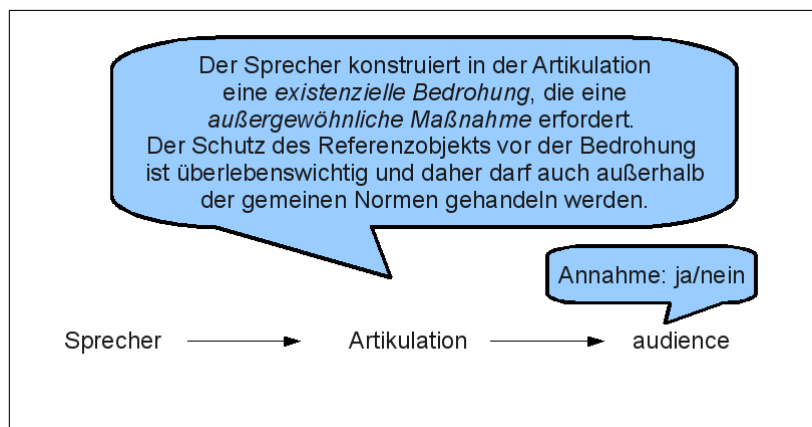 Der Sprecher konstruiert in der Artikulation
eine existenzielle Bedrohung, die eine
außergewöhnliche Maßnahme erfordert.
Der Schutz des Referenzobjekts vor der Bedrohung
ist überlebenswichtig und daher darf auch außerhalb
der gemeinen Normen gehandeln werden.
Annahme: ja/nein
Sprecher Artikulation audience